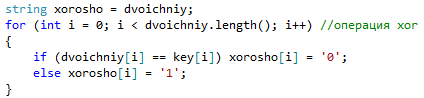 string xorosho = dvoichniy;
for (int i = 0; i < dvoichniy.length(); i++) //операция xor
{
    if (dvoichniy[i] == key[i]) xorosho[i] = '0';
    else xorosho[i] = '1';
}